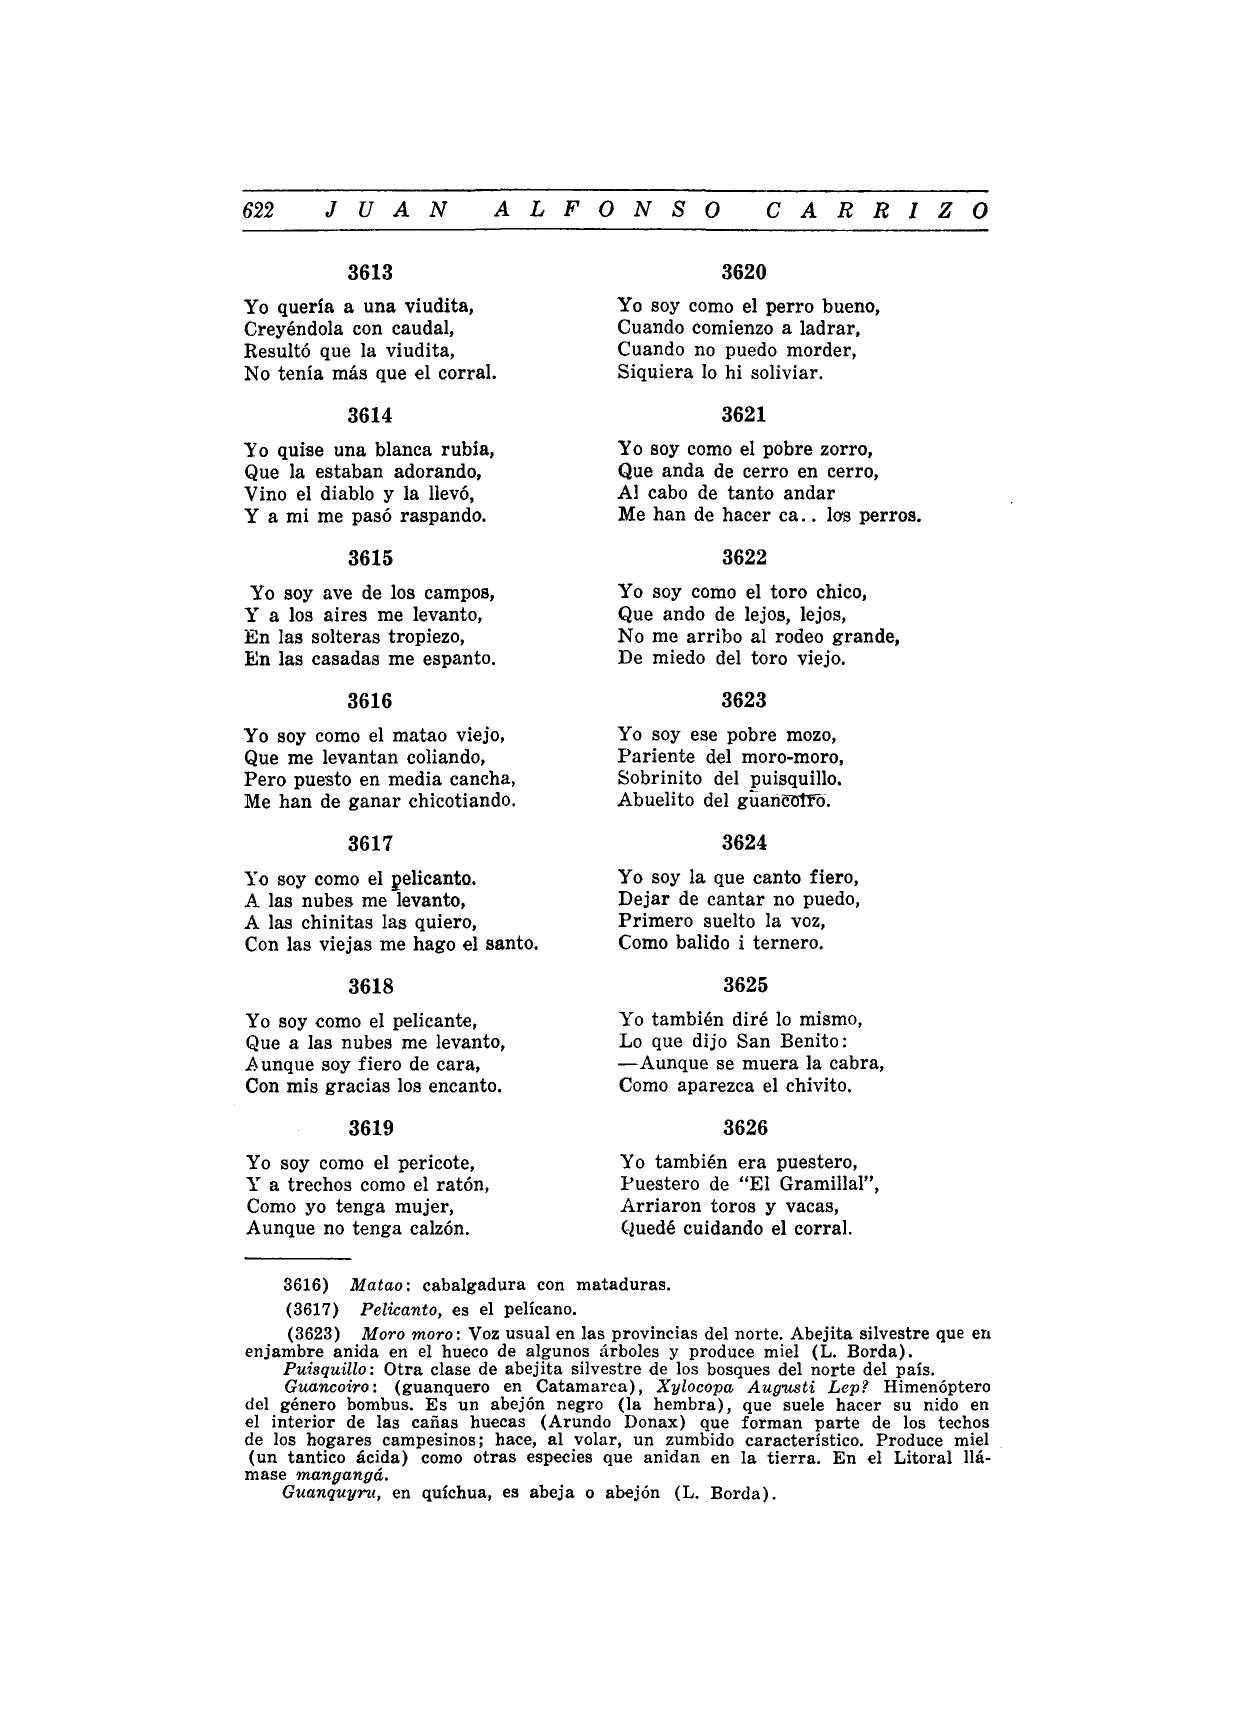 622 JUAN ALFONSO CARRIZO
3613
Yo quería a una viudita,
Creyéndola con caudal,
Resultó que la viudita,
No tenía más que el corral.
3614
Yo quise una blanca rubia,
Que la estaban adorando,
Vino el diablo y la llevó,
Y a mi me pasó raspando.
3615
Yo soy ave de los campos,
Y a los aires me levanto,
En las solteras tropiezo,
En las casadas me espanto.
3616
Yo soy como el matao viejo,
Que me levantan coliando,
Pero puesto en media cancha,
Me han de ganar chicotiando.
3617
Yo soy como el pelicanto.
A las nubes me levanto,
A las chinitas las quiero,
Con las viejas me hago el santo.
3618
Yo soy como el pelicante,
Que a las nubes me levanto,
Aunque soy fiero de cara,
Con mis gracias los encanto.
3619
Yo soy como el pericote,
Y a trechos como el ratón,
Como yo tenga mujer,
Aunque no tenga calzón.
3620
Yo soy como el perro bueno,
Cuando comienzo a ladrar,
Cuando no puedo morder,
Siquiera lo hi soliviar.
3621
Yo soy como el pobre zorro,
Que anda de cerro en cerro,
Al cabo de tanto andar
Me han de hacer ca.. los perros.
3622
Yo soy como el toro chico,
Que ando de lejos, lejos,
No me arribo al rodeo grande,
De miedo del toro viejo.
3623
Yo soy ese pobre mozo,
Pariente del moro-moro,
Sobrinito del puisquillo.
Abuelito del guancoiro.
3624
Yo soy la que canto fiero,
Dejar de cantar no puedo,
Primero suelto la voz,
Como balido i ternero.
3625
Yo también diré lo mismo,
Lo que dijo San Benito:
—Aunque se muera la cabra,
Como aparezca el chivito.
3626
Yo también era puestero,
Puestero de "El Gramillal",
Arriaron toros y vacas,
Quedé cuidando el corral.
3616) Matao: cabalgadura con mataduras.
(3617) Pelicanto, es el pelícano.
(3623) Moro moro: Voz usual en las provincias del norte. Abejita silvestre que en
enjambre anida en el hueco de algunos árboles y produce miel (L. Borda).
Puisquillo: Otra clase de abejita silvestre de los bosques del norte del país.
Guancoiro: (guanquero en Catamarca), Xylocopa Augusti Lep? Himenóptero
del género bombus. Es un abejón negro (la hembra), que suele hacer su nido en
el interior de las cañas huecas (Arundo Donax) que forman parte de los techos
de los hogares campesinos; hace, al volar, un zumbido característico. Produce miel
(un tantico ácida) como otras especies que anidan en la tierra. En el Litoral llá-
mase mangangá.
Guanquyru, en quíchua, es abeja o abejón (L. Borda).